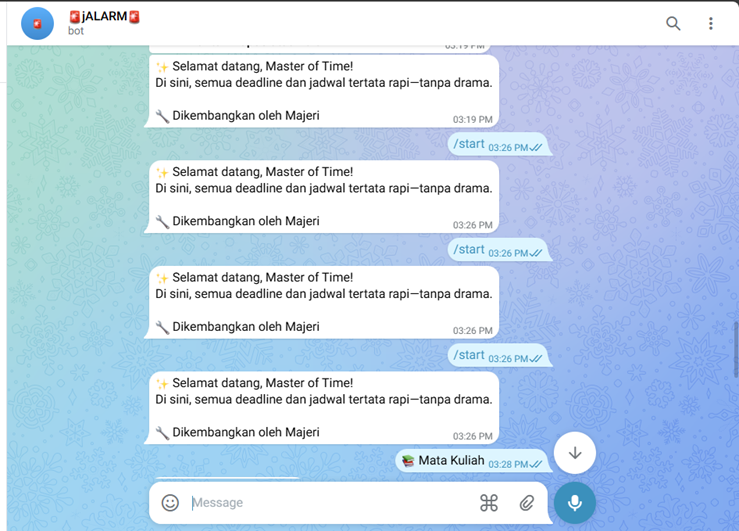 🚨jALARM🚨
bot
03:19 PM
✨ Selamat datang, Master of Time!
Di sini, semua deadline dan jadwal tertata rapi—tanpa drama.
🔧 Dikembangkan oleh Majeri
03:19 PM
/start 03:26 PM
✨ Selamat datang, Master of Time!
Di sini, semua deadline dan jadwal tertata rapi—tanpa drama.
🔧 Dikembangkan oleh Majeri
03:26 PM
/start 03:26 PM
✨ Selamat datang, Master of Time!
Di sini, semua deadline dan jadwal tertata rapi—tanpa drama.
🔧 Dikembangkan oleh Majeri
03:26 PM
/start 03:26 PM
✨ Selamat datang, Master of Time!
Di sini, semua deadline dan jadwal tertata rapi—tanpa drama.
🔧 Dikembangkan oleh Majeri
03:26 PM
📚 Mata Kuliah 03:28 PM
Message